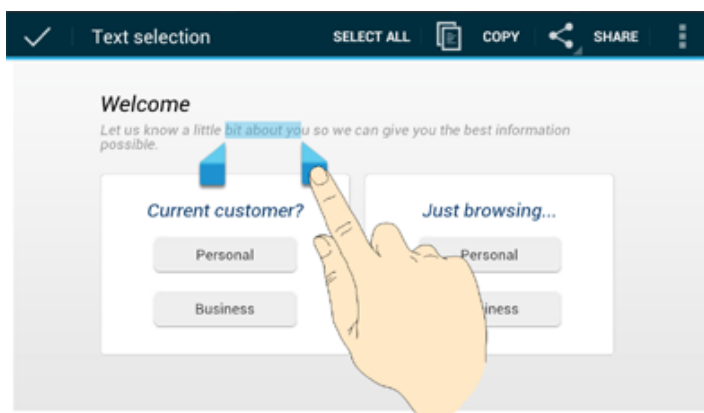 Text selection SELECT ALL COPY SHARE
Welcome
Let us know a little bit about you so we can give you the best information
possible.
Current customer? Just browsing...
Personal Personal
Business iness